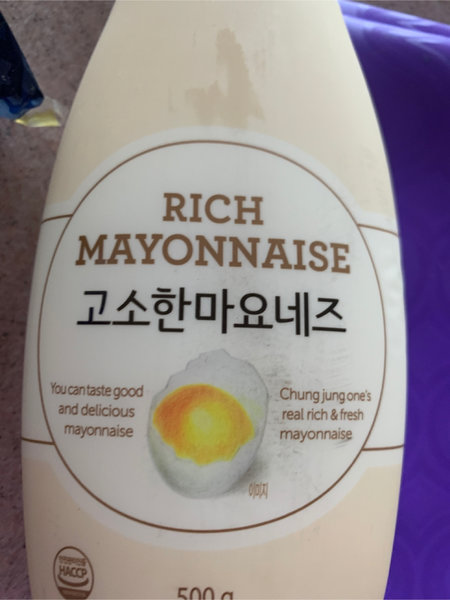 RICH
MAYONNAISE
고소한마요네즈
You can taste good
and delicious
mayonnaise
Chung jung one's
real rich & fresh
mayonnaise
이미지
HACCP
500 g